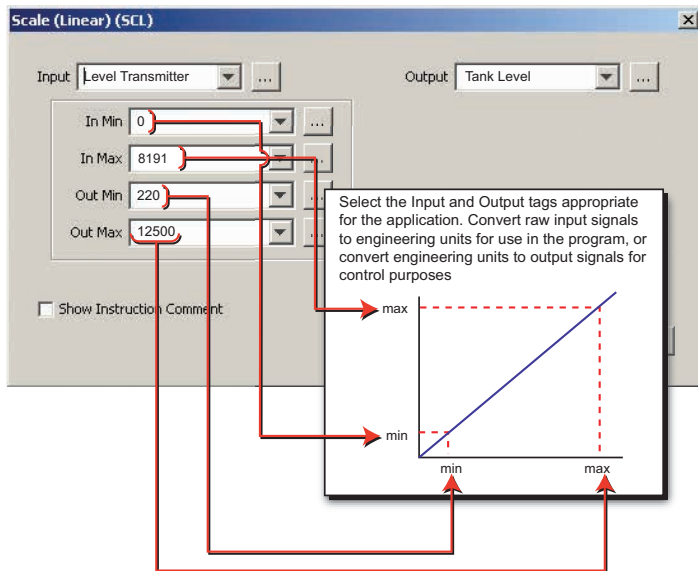 Scale (Linear) (SCL)
Input Level Transmitter ...
Output Tank Level ...
In Min 0 ...
In Max 8191 ...
Out Min 220 ...
Out Max 12500 ...
Show Instruction Comment
Select the Input and Output tags appropriate
for the application. Convert raw input signals
to engineering units for use in the program, or
convert engineering units to output signals for
control purposes
max
min
min
max